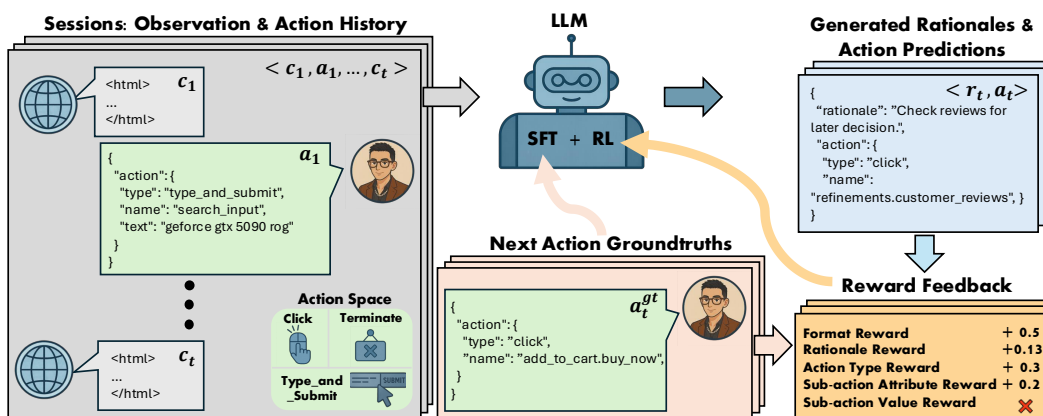 Sessions: Observation & Action History
< c₁ , a₁ , … , cₜ >
<html>
...
</html>
c₁
a₁
{
"action": {
"type": "type_and_submit",
"name": "search_input",
"text": "geforce gtx 5090 rog"
}
}
<html>
...
</html>
cₜ
Action Space
Click
Terminate
Type_and
_Submit
SUBMIT
LLM
SFT + RL
Next Action Groundtruths
aₜᵍᵗ
{
"action": {
"type": "click",
"name": "add_to_cart.buy_now",
}
}
Generated Rationales &
Action Predictions
< rₜ , aₜ>
{
"rationale": "Check reviews for
later decision.",
"action": {
"type": "click",
"name":
"refinements.customer_reviews", }
}
Reward Feedback
Format Reward + 0.5
Rationale Reward +0.13
Action Type Reward + 0.3
Sub-action Attribute Reward + 0.2
Sub-action Value Reward ✗